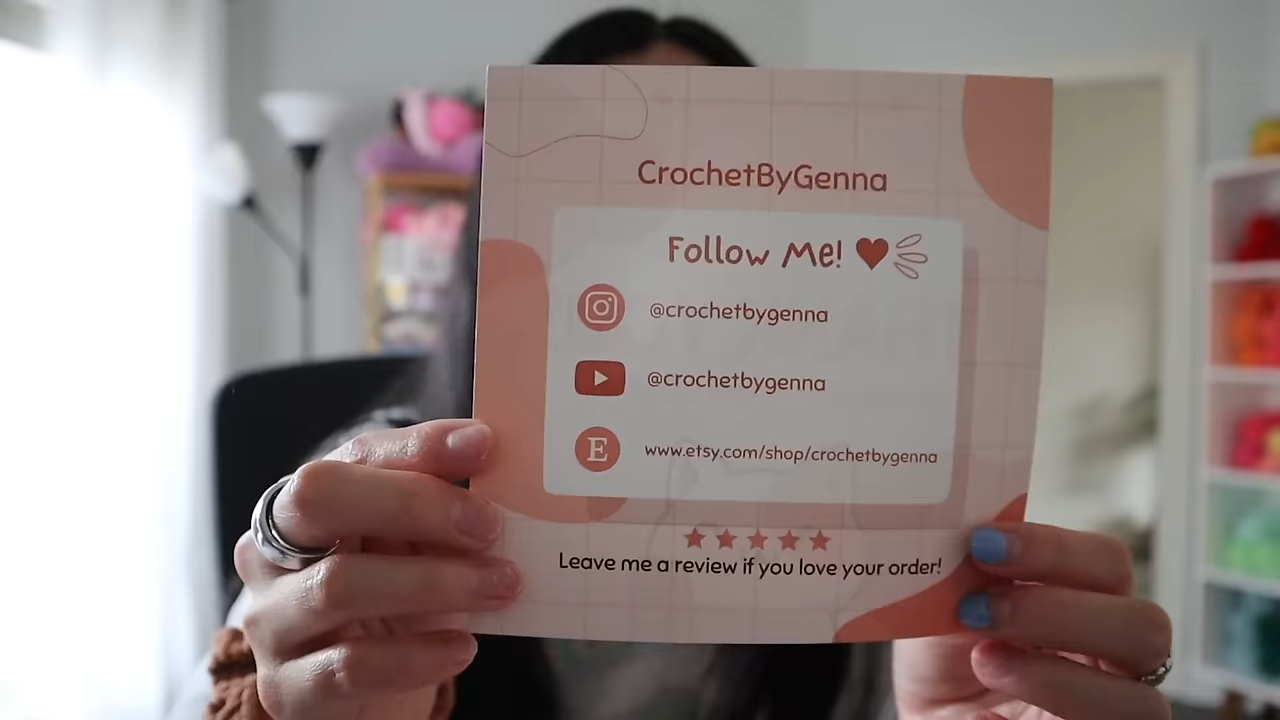 CrochetByGenna
Follow Me!
@crochetbygenna
@crochetbygenna
E www.etsy.com/shop/crochetbygenna
Leave me a review if you love your order!